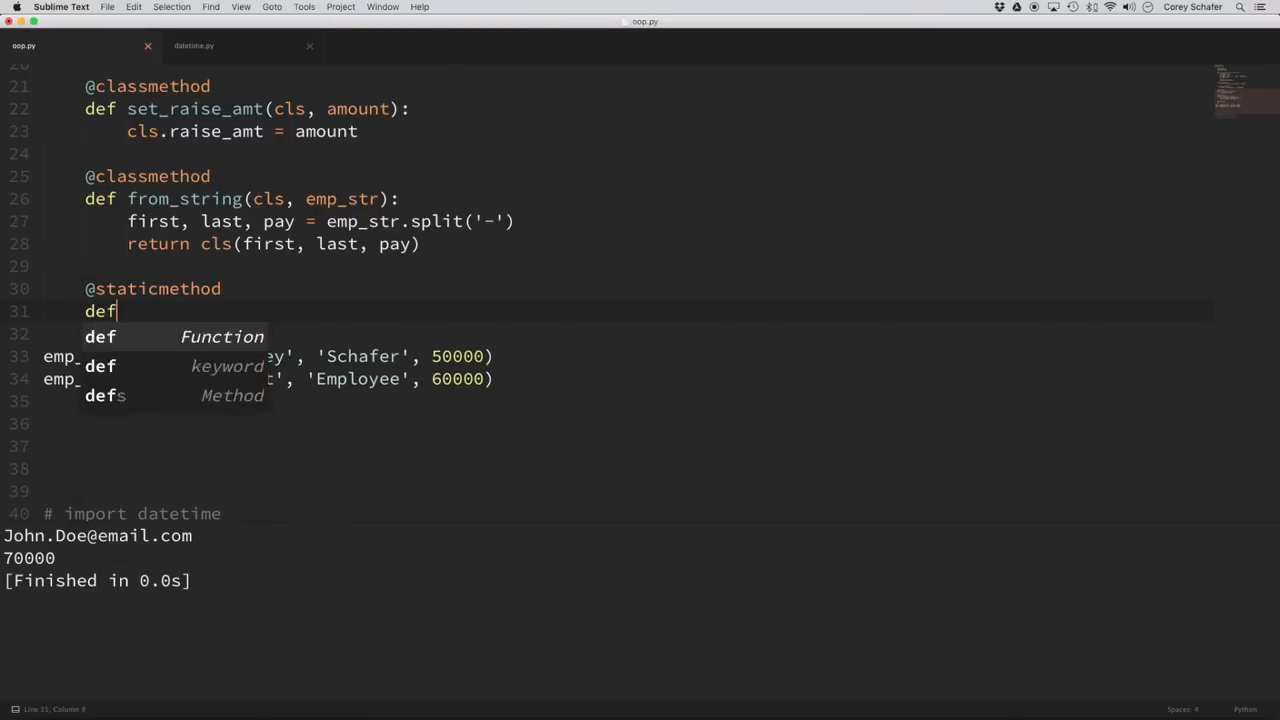 Sublime Text File Edit Selection Find View Goto Tools Project Window Help Corey Schafer
oop.py
oop.py datetime.py
20
21 @classmethod
22 def set_raise_amt(cls, amount):
23 cls.raise_amt = amount
24
25 @classmethod
26 def from_string(cls, emp_str):
27 first, last, pay = emp_str.split('-')
28 return cls(first, last, pay)
29
30 @staticmethod
31 def
32 def Function
def keyword
defs Method
33 emp_ ey', 'Schafer', 50000)
34 emp_ t', 'Employee', 60000)
35
36
37
38
39
40 # import datetime
John.Doe@email.com
70000
[Finished in 0.0s]
Line 31, Column 8 Spaces: 4 Python